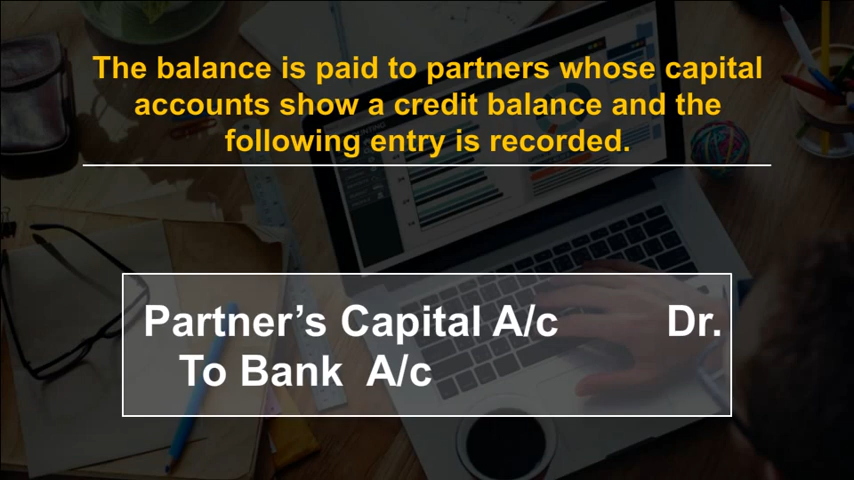 The balance is paid to partners whose capital
accounts show a credit balance and the
following entry is recorded.
Partner’s Capital A/c Dr.
To Bank A/c